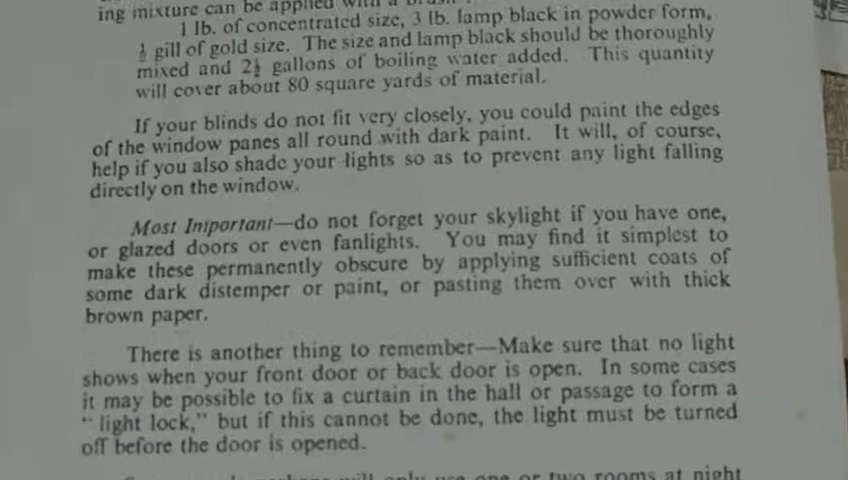 ing mixture can be applied with a brush
1 lb. of concentrated size, 3 lb. lamp black in powder form,
½ gill of gold size. The size and lamp black should be thoroughly
mixed and 2½ gallons of boiling water added. This quantity
will cover about 80 square yards of material.
If your blinds do not fit very closely, you could paint the edges
of the window panes all round with dark paint. It will, of course,
help if you also shade your lights so as to prevent any light falling
directly on the window.
Most Important—do not forget your skylight if you have one,
or glazed doors or even fanlights. You may find it simplest to
make these permanently obscure by applying sufficient coats of
some dark distemper or paint, or pasting them over with thick
brown paper.
There is another thing to remember—Make sure that no light
shows when your front door or back door is open. In some cases
it may be possible to fix a curtain in the hall or passage to form a
“ light lock,” but if this cannot be done, the light must be turned
off before the door is opened.
will only use one or two rooms at night